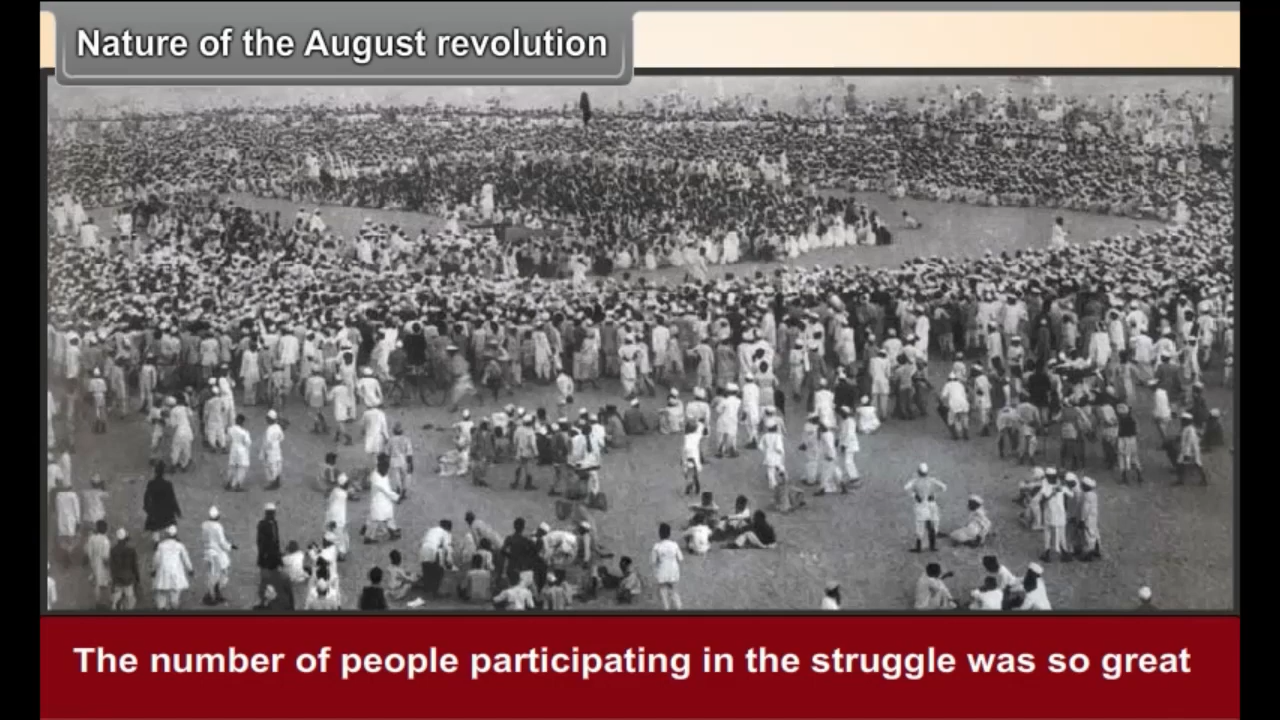 Nature of the August revolution
The number of people participating in the struggle was so great